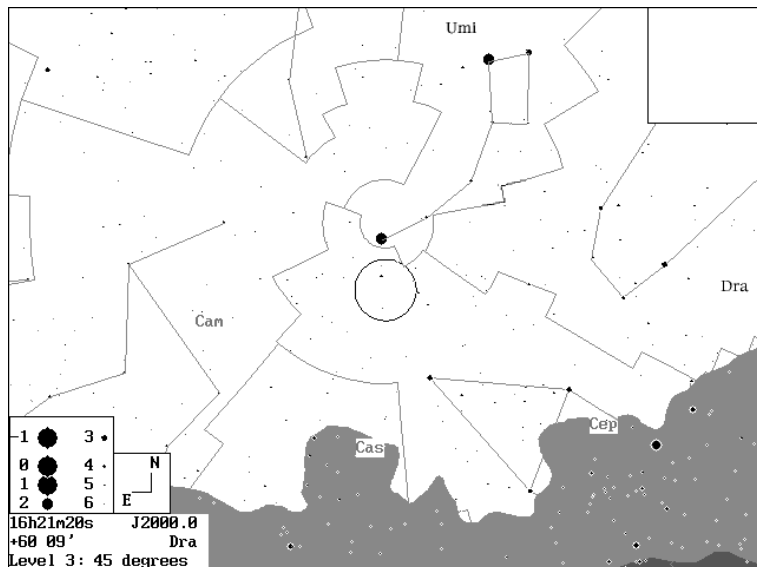 Umi
Dra
Cam
Cep
Cas
-1 3
0 4
1 5
2 6
N
E
16h21m20s J2000.0
+60 09' Dra
Level 3: 45 degrees